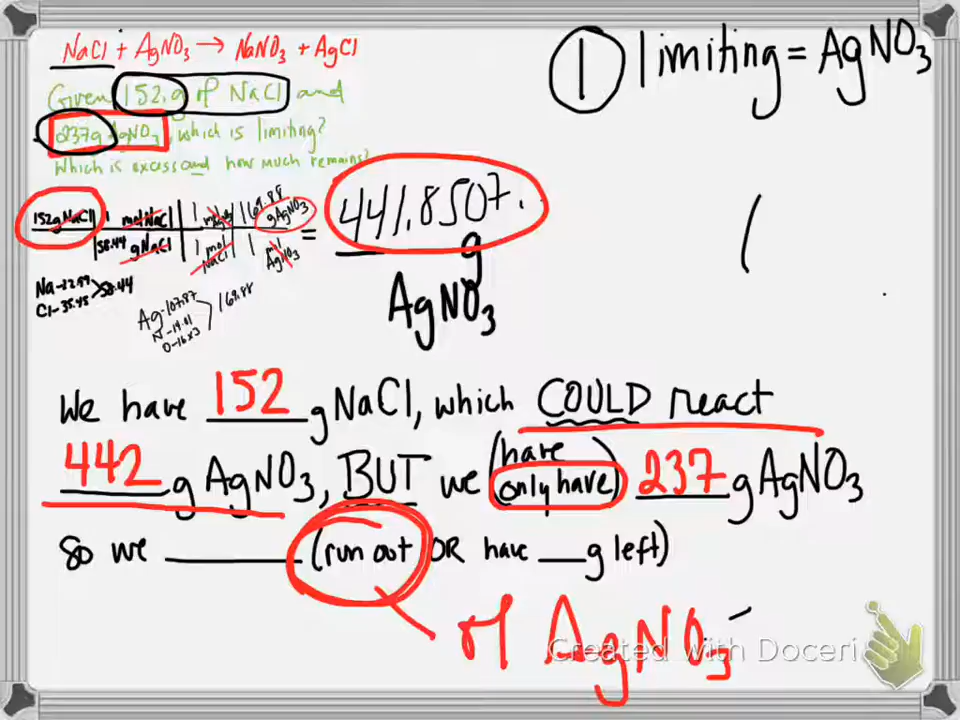 NaCl + AgNO3 → NaNO3 + AgCl
Given 152.g of NaCl and
237g AgNO3, which is limiting?
Which is excess and how much remains?
① limiting = AgNO3
152g NaCl | 1 mol NaCl | 1 mol AgNO3 | 169.88 g AgNO3
58.44 g NaCl | 1 mol NaCl | 1 mol AgNO3
= 441.8507. g AgNO3
Na-22.99
Cl-35.45
58.44
Ag-107.87
N-14.01
O-16x3
169.88
We have 152 g NaCl, which COULD react
442 g AgNO3, BUT we (have
only have) 237 g AgNO3
So we ____ (run out OR have __ g left)
of AgNO3
Created with Doceri